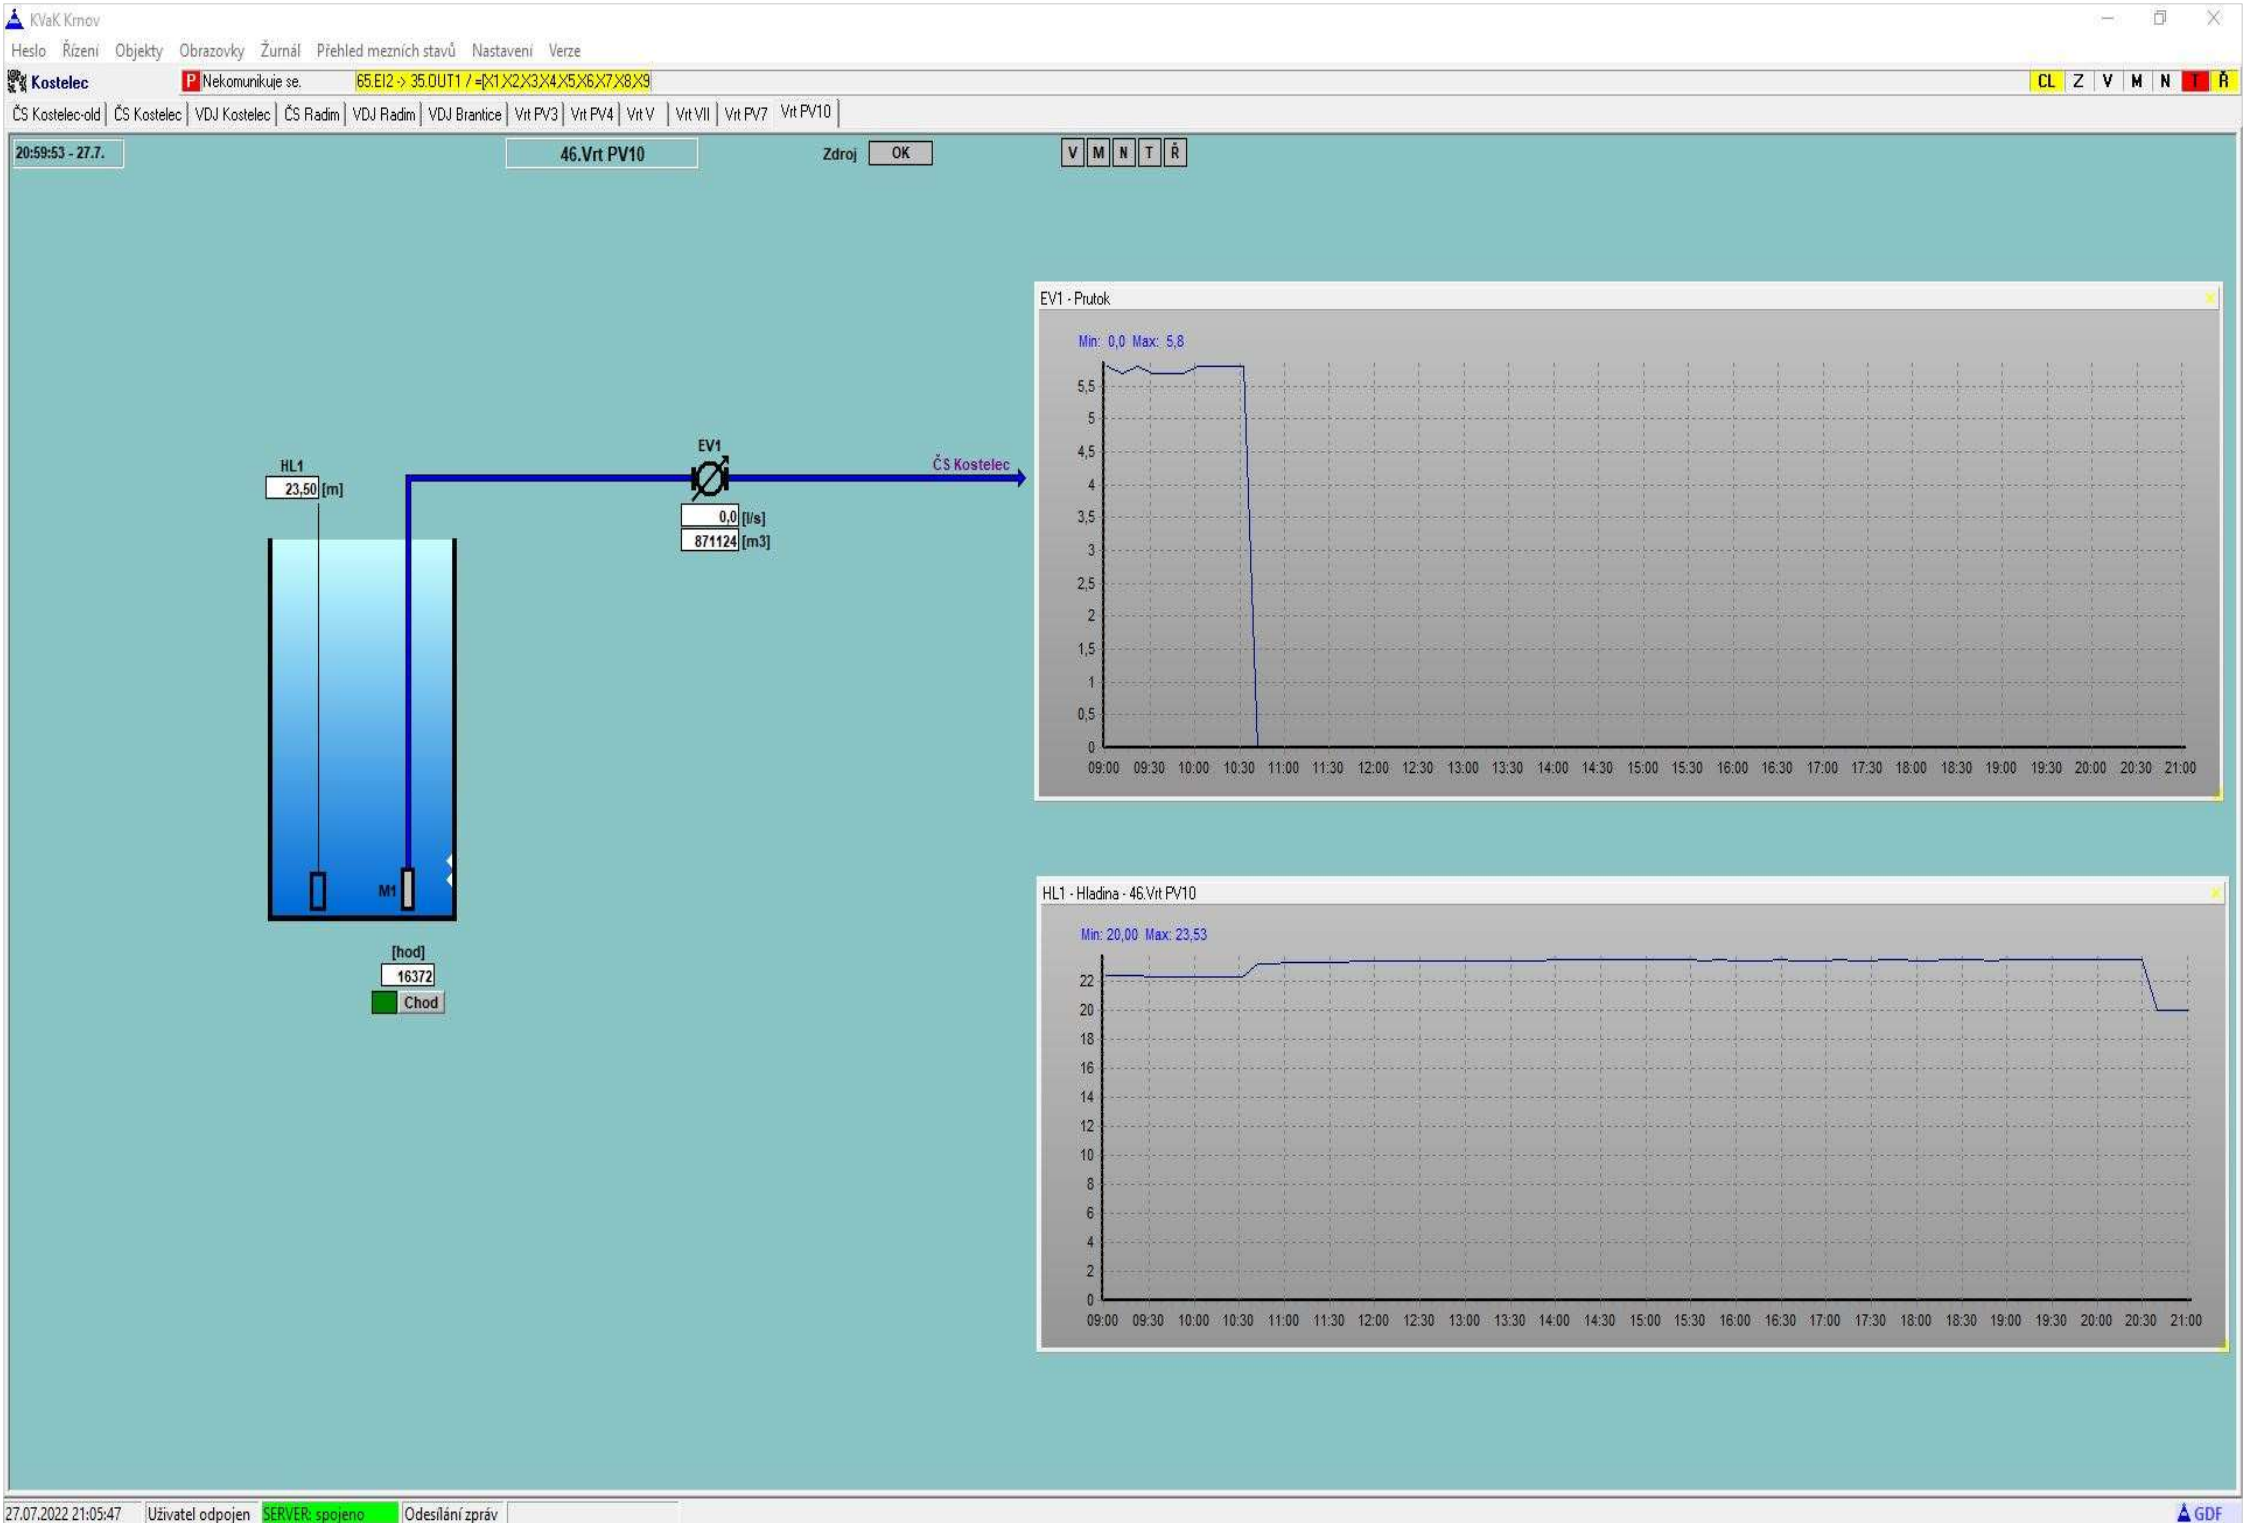 KVaK Krnov
Heslo Řízení Objekty Obrazovky Žurnál Přehled mezních stavů Nastavení Verze
Kostelec P Nekomunikuje se. 65.EI2 -> 35.OUT1 / =[X1,X2,X3,X4,X5,X6,X7,X8,X9 CL Z V M N T Ř
ČS Kostelec-old ČS Kostelec VDJ Kostelec ČS Radim VDJ Radim VDJ Brantice Vrt PV3 Vrt PV4 Vrt V Vrt VII Vrt PV7 Vrt PV10
20:59:53 - 27.7. 46.Vrt PV10 Zdroj OK V M N T Ř
HL1
23,50 [m]
EV1
ČS Kostelec
0,0 [l/s]
871124 [m3]
M1
[hod]
16372
Chod
EV1 - Prutok
Min: 0,0 Max: 5,8
5,5
5
4,5
4
3,5
3
2,5
2
1,5
1
0,5
0
09:00 09:30 10:00 10:30 11:00 11:30 12:00 12:30 13:00 13:30 14:00 14:30 15:00 15:30 16:00 16:30 17:00 17:30 18:00 18:30 19:00 19:30 20:00 20:30 21:00
HL1 - Hladina - 46.Vrt PV10
Min: 20,00 Max: 23,53
22
20
18
16
14
12
10
8
6
4
2
0
09:00 09:30 10:00 10:30 11:00 11:30 12:00 12:30 13:00 13:30 14:00 14:30 15:00 15:30 16:00 16:30 17:00 17:30 18:00 18:30 19:00 19:30 20:00 20:30 21:00
27.07.2022 21:05:47 Uživatel odpojen SERVER: spojeno Odesílání zpráv GDF